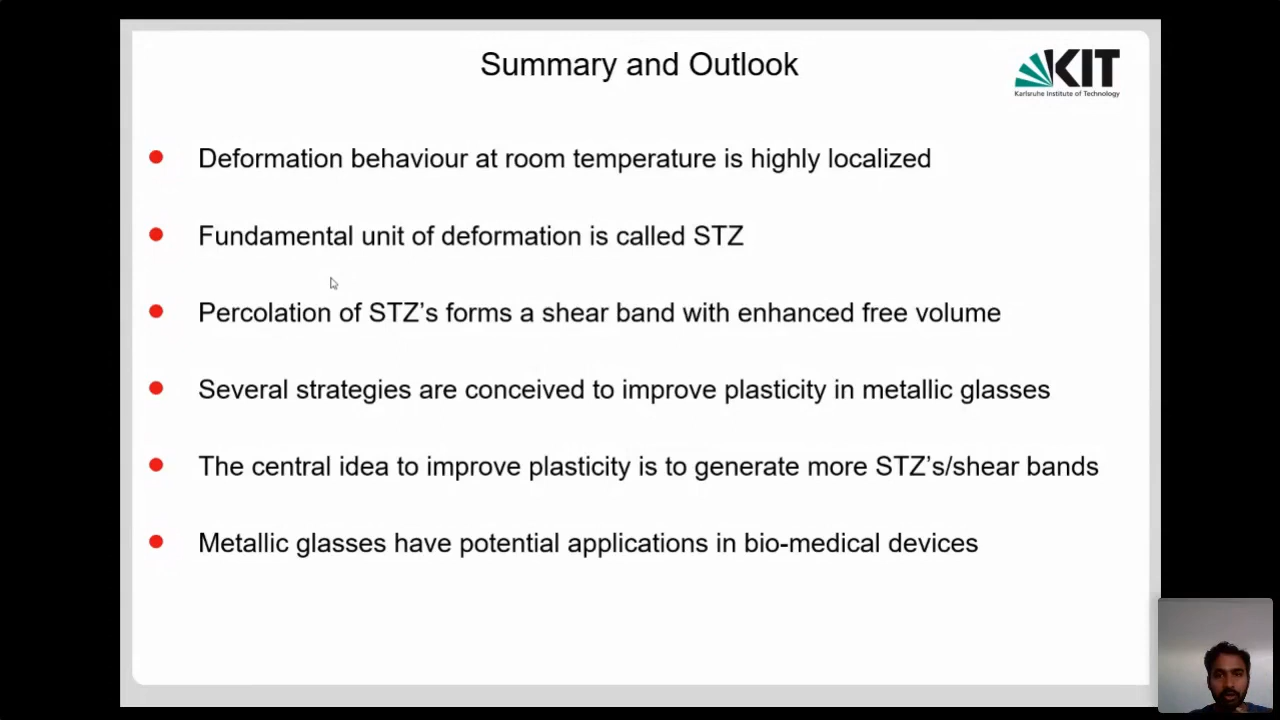 Summary and Outlook
KIT
Karlsruhe Institute of Technology
Deformation behaviour at room temperature is highly localized
Fundamental unit of deformation is called STZ
Percolation of STZ’s forms a shear band with enhanced free volume
Several strategies are conceived to improve plasticity in metallic glasses
The central idea to improve plasticity is to generate more STZ’s/shear bands
Metallic glasses have potential applications in bio-medical devices